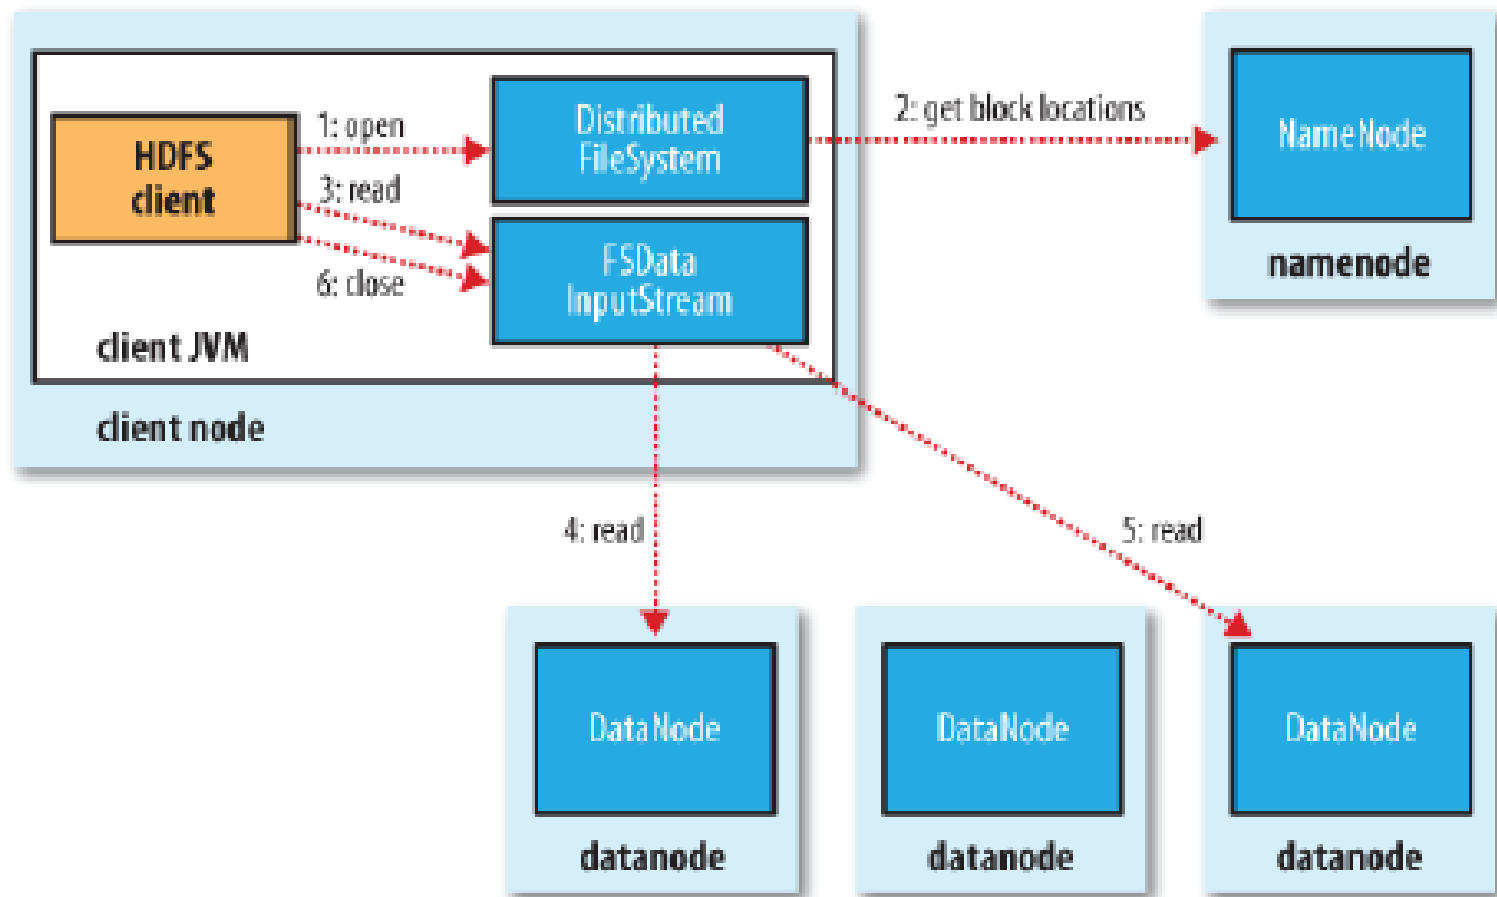 HDFS
client
1: open
3: read
6: close
Distributed
FileSystem
FSData
InputStream
client JVM
client node
2: get block locations
NameNode
namenode
4: read
5: read
DataNode
datanode
DataNode
datanode
DataNode
datanode